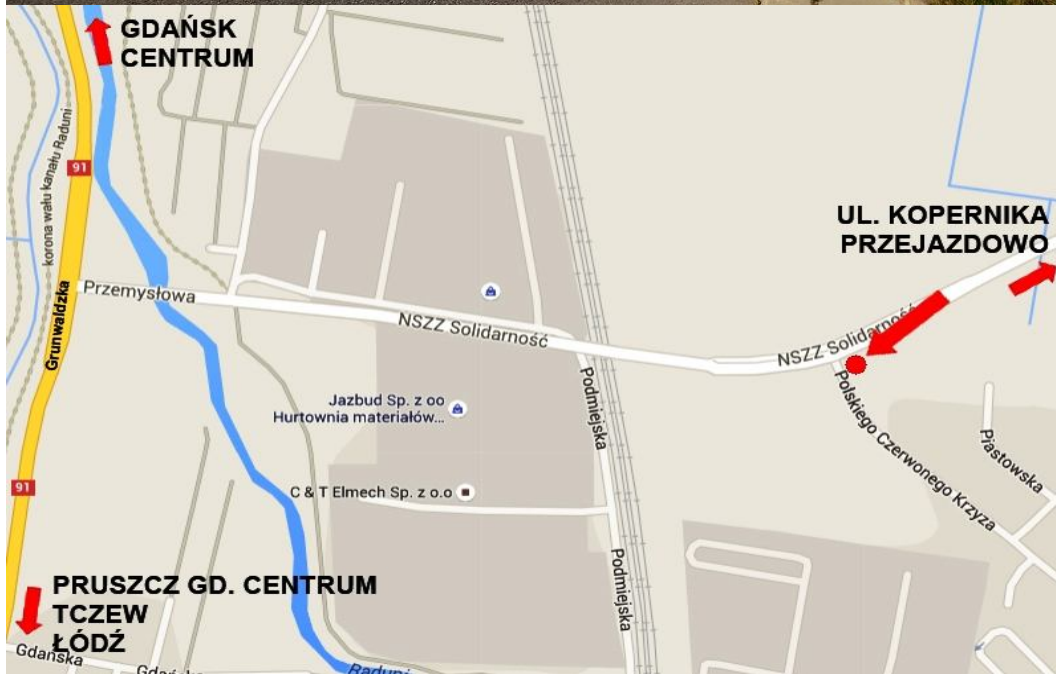 GDAŃSK
CENTRUM
korona wału kanału Raduni
91
UL. KOPERNIKA
PRZEJAZDOWO
Przemysłowa
Grunwaldzka
NSZZ Solidarność
NSZZ Solidarność
Podmiejska
Polskiego Czerwonego Krzyża
Piastowska
Jazbud Sp. z oo
Hurtownia materiałów...
C & T Elmech Sp. z o.o
91
Podmiejska
PRUSZCZ GD. CENTRUM
TCZEW
ŁÓDŹ
Gdańska